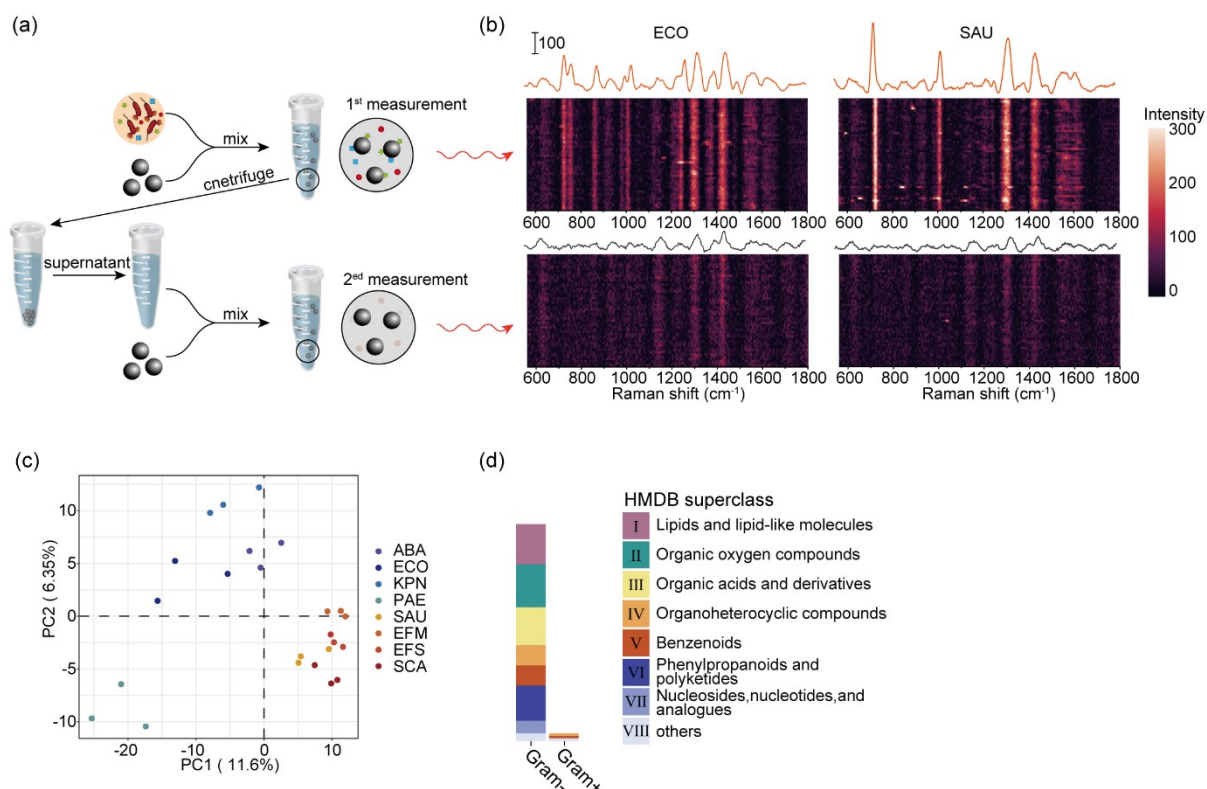 (a)
mix
1st measurement
cnetrifuge
supernatant
mix
2ed measurement
(b)
100
ECO
SAU
Intensity
300
200
100
0
600 800 1000 1200 1400 1600 1800
600 800 1000 1200 1400 1600 1800
600 800 1000 1200 1400 1600 1800
600 800 1000 1200 1400 1600 1800
Raman shift (cm-1)
Raman shift (cm-1)
(c)
PC2 ( 6.35%)
10
5
0
-5
-10
-20 -10 0 10
PC1 ( 11.6%)
ABA
ECO
KPN
PAE
SAU
EFM
EFS
SCA
(d)
Gram-
Gram+
HMDB superclass
I Lipids and lipid-like molecules
II Organic oxygen compounds
III Organic acids and derivatives
IV Organoheterocyclic compounds
V Benzenoids
VI Phenylpropanoids and
polyketides
VII Nucleosides,nucleotides,and
analogues
VIII others